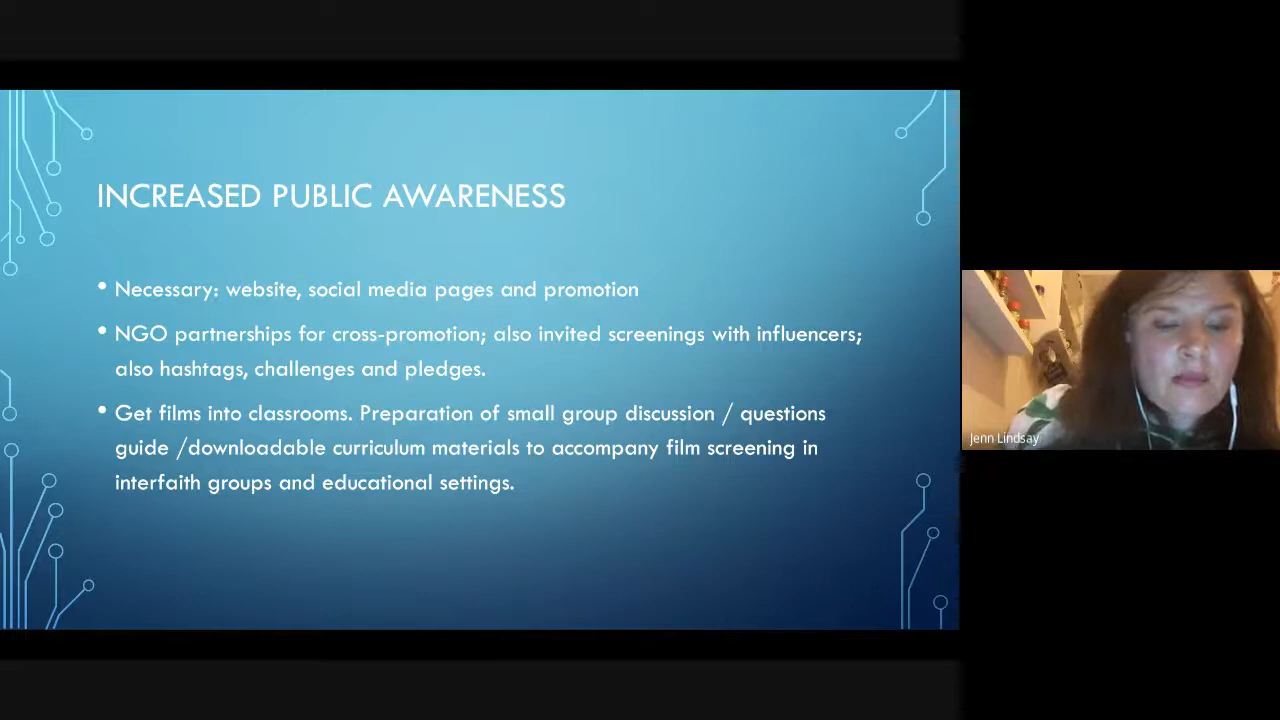 INCREASED PUBLIC AWARENESS
• Necessary: website, social media pages and promotion
• NGO partnerships for cross-promotion; also invited screenings with influencers;
also hashtags, challenges and pledges.
• Get films into classrooms. Preparation of small group discussion / questions
guide /downloadable curriculum materials to accompany film screening in
interfaith groups and educational settings.
Jenn Lindsay